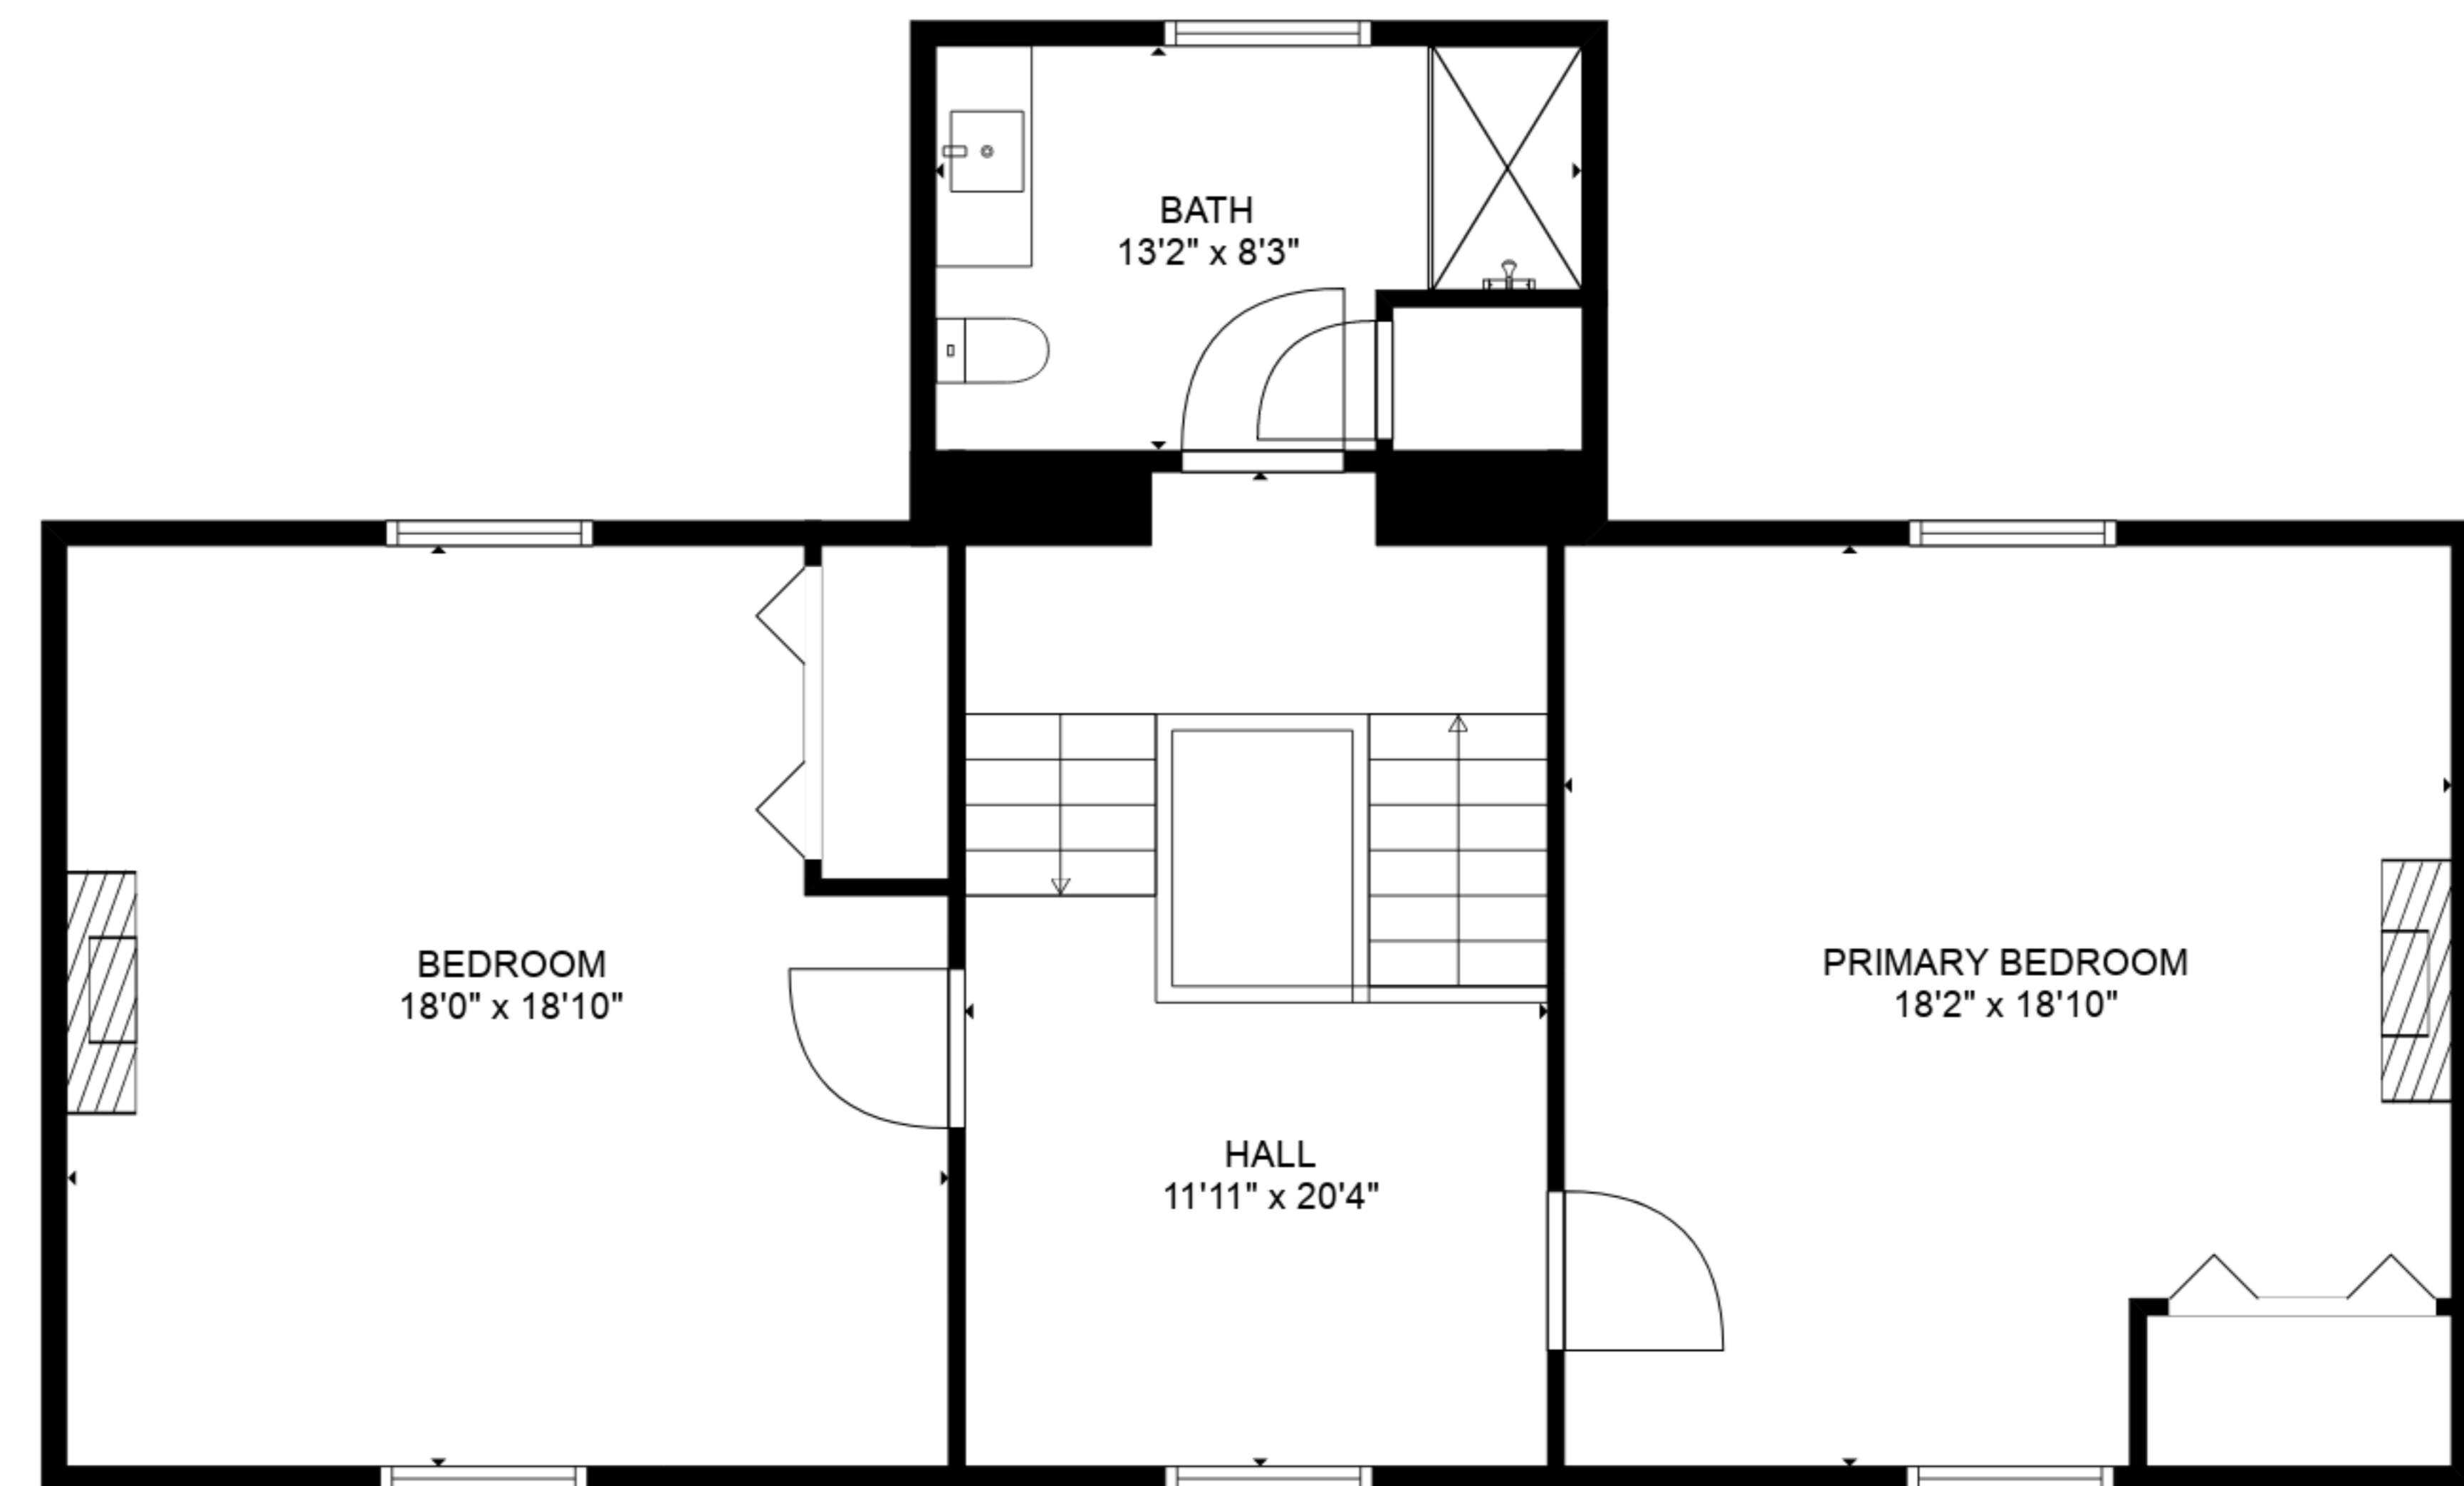 BATH
13'2" x 8'3"
BEDROOM
18'0" x 18'10"
PRIMARY BEDROOM
18'2" x 18'10"
HALL
11'11" x 20'4"